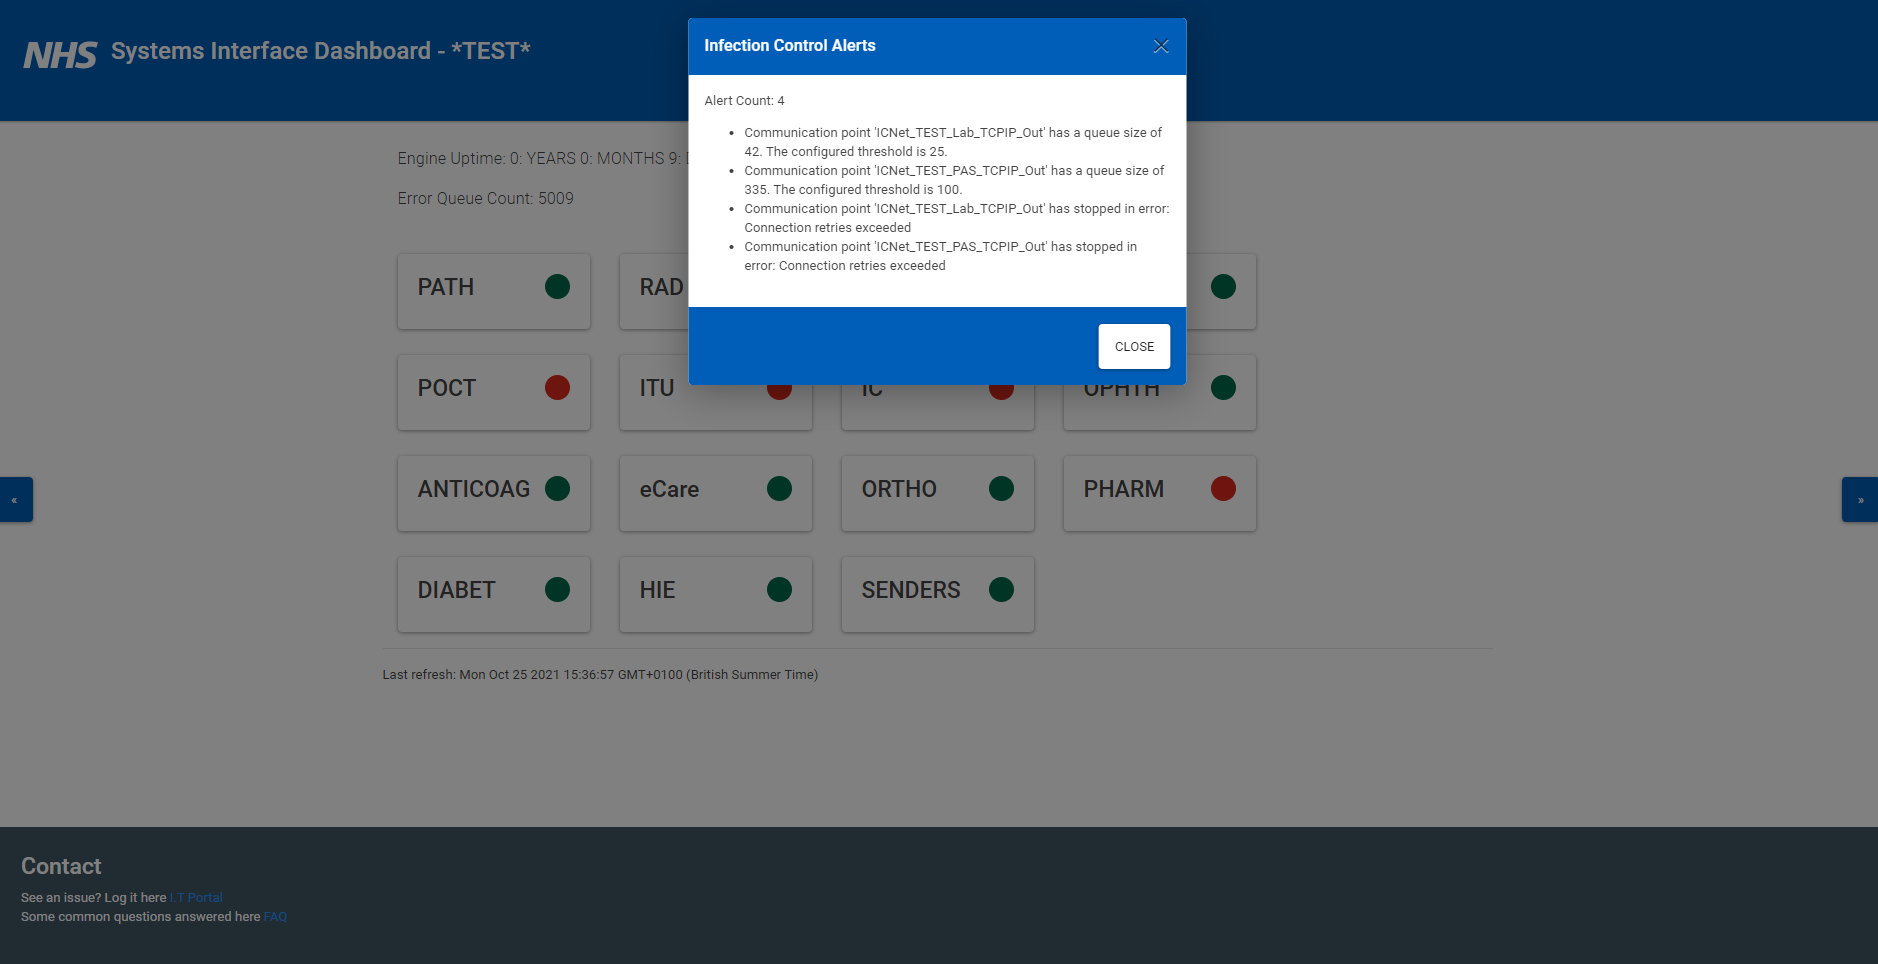 NHS Systems Interface Dashboard - *TEST*
Infection Control Alerts
Alert Count: 4
• Communication point 'ICNet_TEST_Lab_TCPIP_Out' has a queue size of
42. The configured threshold is 25.
• Communication point 'ICNet_TEST_PAS_TCPIP_Out' has a queue size of
335. The configured threshold is 100.
• Communication point 'ICNet_TEST_Lab_TCPIP_Out' has stopped in error:
Connection retries exceeded
• Communication point 'ICNet_TEST_PAS_TCPIP_Out' has stopped in
error: Connection retries exceeded
CLOSE
Engine Uptime: 0: YEARS 0: MONTHS 9:
Error Queue Count: 5009
PATH
RAD
POCT
ITU
IC
OPHTH
ANTICOAG
eCare
ORTHO
PHARM
DIABET
HIE
SENDERS
«
»
Last refresh: Mon Oct 25 2021 15:36:57 GMT+0100 (British Summer Time)
Contact
See an issue? Log it here I.T Portal
Some common questions answered here FAQ